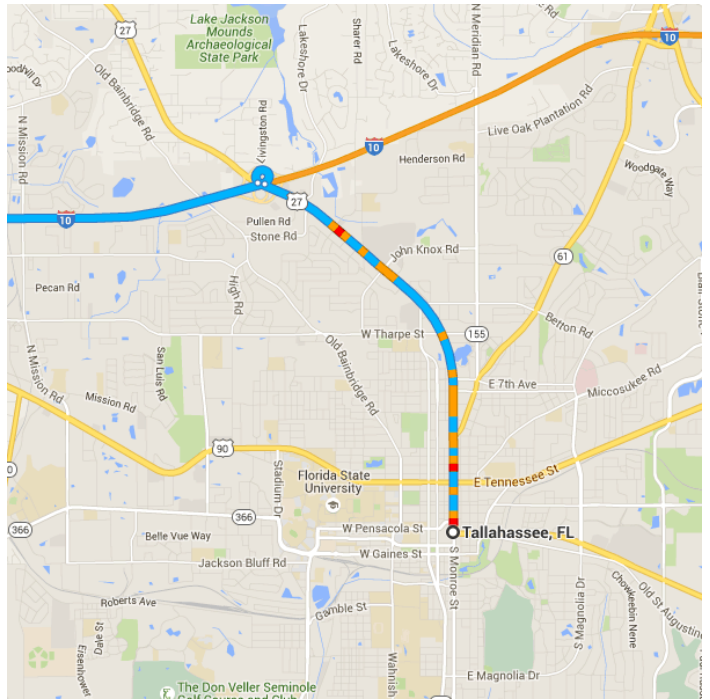 Lake Jackson
Mounds
Archaeological
State Park
27
Lakeshore Dr
Sharer Rd
Lakeshore Dr
N Meridian Rd
10
Old Bainbridge Rd
N Mission Rd
Livingston Rd
Live Oak Plantation Rd
10
Henderson Rd
Woodgate Way
27
10
Pullen Rd
Stone Rd
John Knox Rd
61
Pecan Rd
High Rd
W Tharpe St
155
Betton Rd
N Mission Rd
San Luis Rd
Old Bainbridge Rd
E 7th Ave
Miccosukee Rd
Mission Rd
90
Stadium Dr
Florida State
University
E Tennessee St
366
366
W Pensacola St
Tallahassee, FL
Belle Vue Way
W Gaines St
Jackson Bluff Rd
S Monroe St
Roberts Ave
Gamble St
S Magnolia Dr
Chowkeebin Nene
Old St Augustine
Dale St
Eisenhower
Wahnish
E Magnolia Dr
The Don Veller Seminole
Golf Course and Club